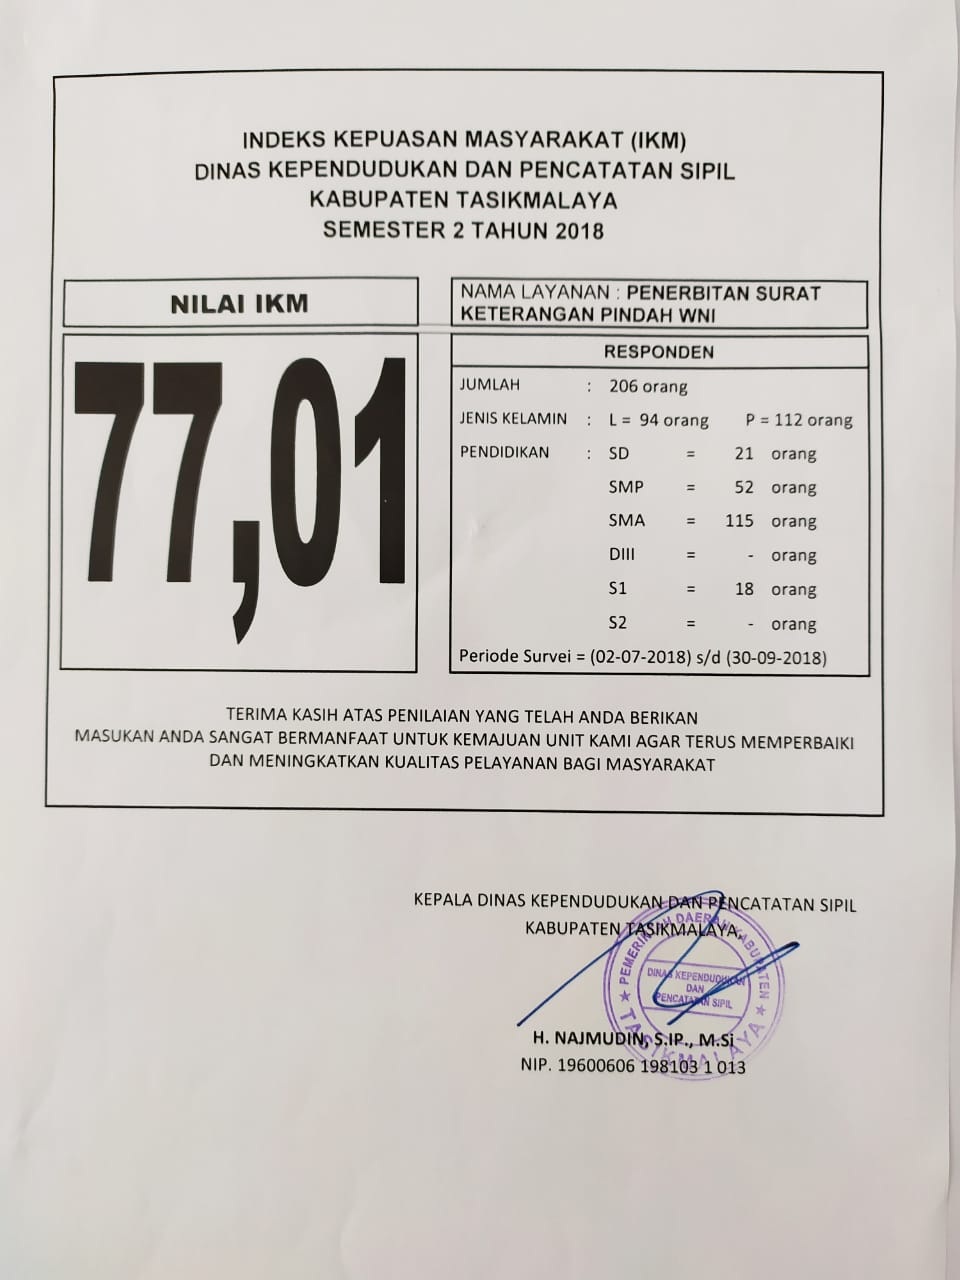 INDEKS KEPUASAN MASYARAKAT (IKM)
DINAS KEPENDUDUKAN DAN PENCATATAN SIPIL
KABUPATEN TASIKMALAYA
SEMESTER 2 TAHUN 2018
NILAI IKM
77,01
NAMA LAYANAN : PENERBITAN SURAT
KETERANGAN PINDAH WNI
RESPONDEN
JUMLAH : 206 orang
JENIS KELAMIN : L = 94 orang P = 112 orang
PENDIDIKAN : SD = 21 orang
SMP = 52 orang
SMA = 115 orang
DIII = - orang
S1 = 18 orang
S2 = - orang
Periode Survei = (02-07-2018) s/d (30-09-2018)
TERIMA KASIH ATAS PENILAIAN YANG TELAH ANDA BERIKAN
MASUKAN ANDA SANGAT BERMANFAAT UNTUK KEMAJUAN UNIT KAMI AGAR TERUS MEMPERBAIKI
DAN MENINGKATKAN KUALITAS PELAYANAN BAGI MASYARAKAT
KEPALA DINAS KEPENDUDUKAN DAN PENCATATAN SIPIL
KABUPATEN TASIKMALAYA,
PEMERINTAH DAERAH KABUPATEN
DINAS KEPENDUDUKAN
DAN
PENCATATAN SIPIL
TASIKMALAYA
H. NAJMUDIN, S.IP., M.Si
NIP. 19600606 198103 1 013